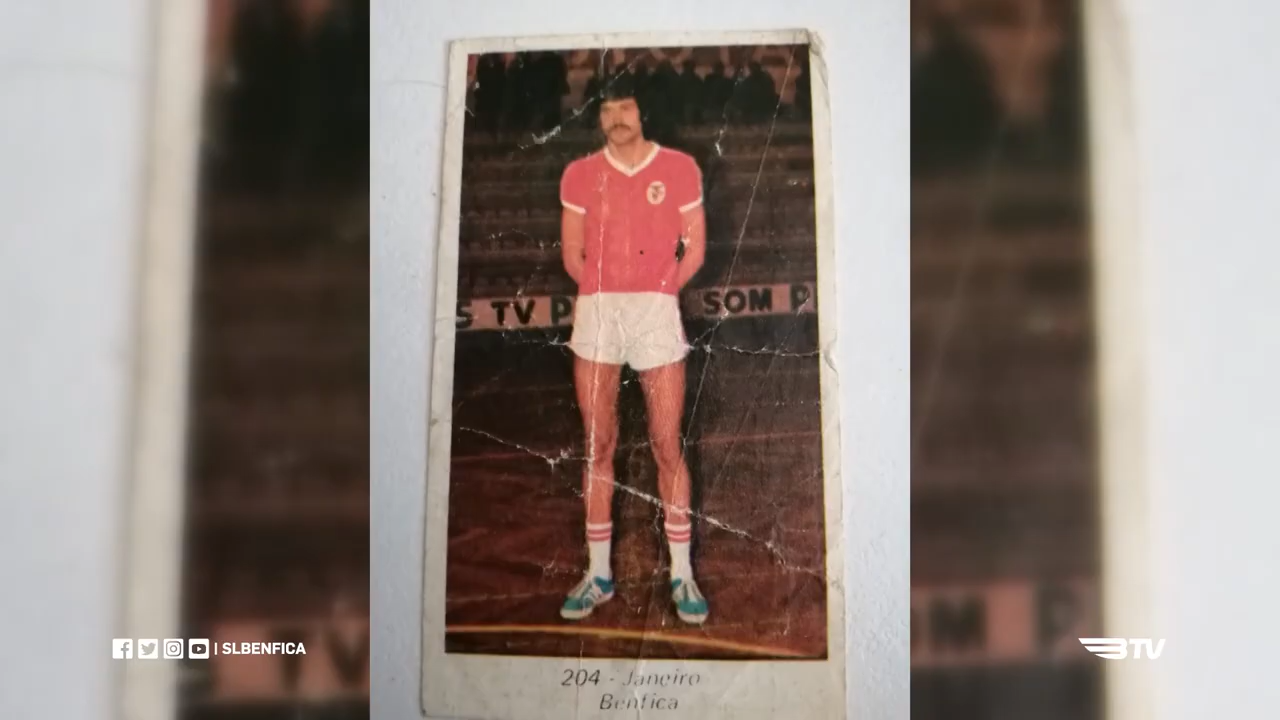 S TV P
SOM P
204 - Janeiro
Benfica
| SLBENFICA
BTV